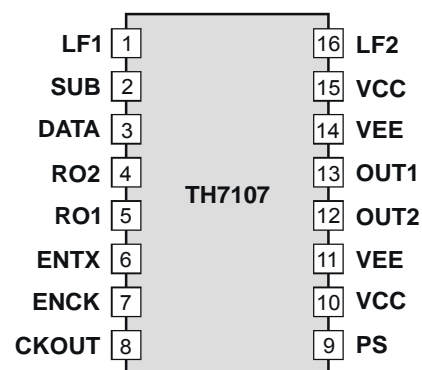 LF1 1 16 LF2
SUB 2 15 VCC
DATA 3 14 VEE
RO2 4 13 OUT1
TH7107
RO1 5 12 OUT2
ENTX 6 11 VEE
ENCK 7 10 VCC
CKOUT 8 9 PS